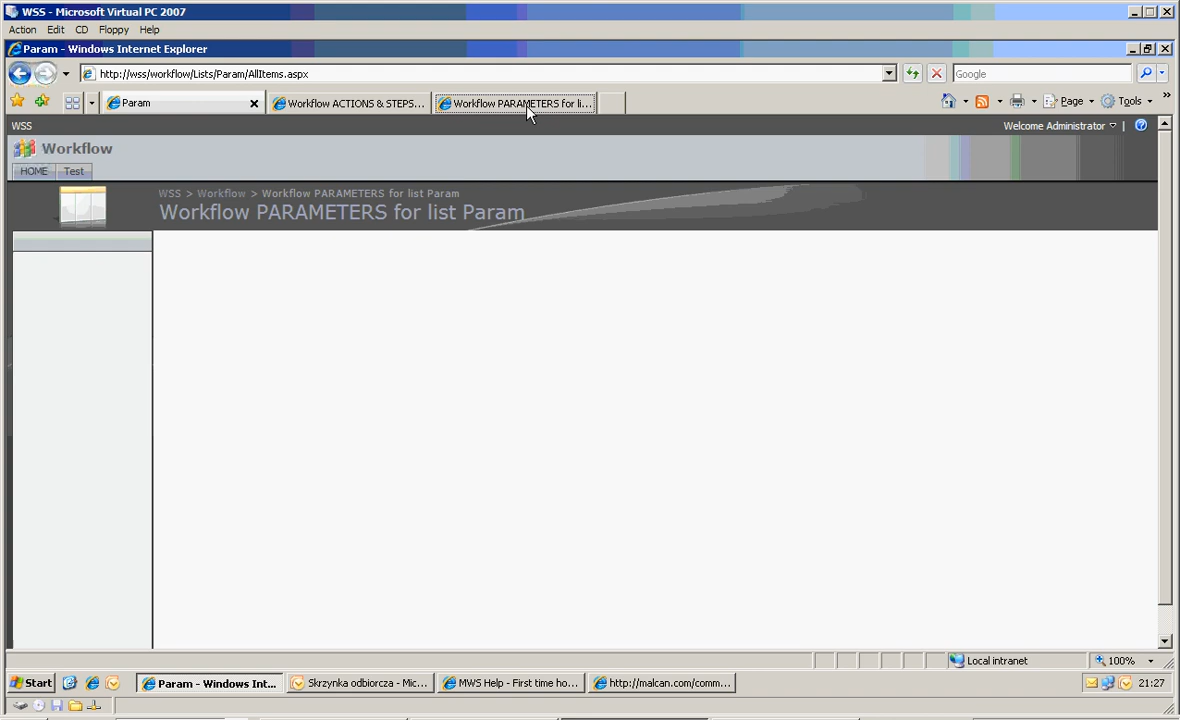 WSS - Microsoft Virtual PC 2007
Action Edit CD Floppy Help
Param - Windows Internet Explorer
http://wss/workflow/Lists/Param/AllItems.aspx
Google
Param
Workflow ACTIONS & STEPS...
Workflow PARAMETERS for li...
Page Tools
WSS
Welcome Administrator
Workflow
HOME Test
WSS > Workflow > Workflow PARAMETERS for list Param
Workflow PARAMETERS for list Param
Local intranet
100%
Start
Param - Windows Int...
Skrzynka odbiorcza - Mic...
MWS Help - First time ho...
http://malcan.com/comm...
21:27